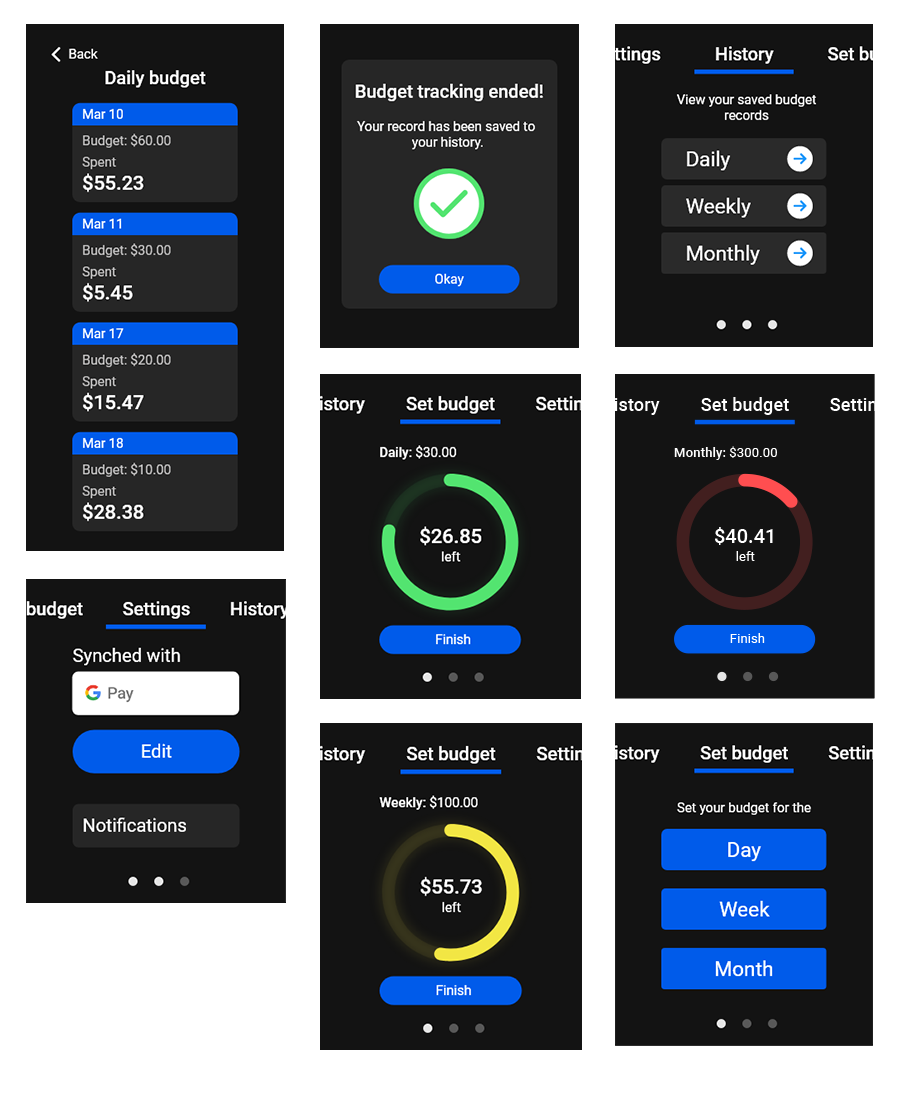 Back
Daily budget
Mar 10
Budget: $60.00
Spent
$55.23
Mar 11
Budget: $30.00
Spent
$5.45
Mar 17
Budget: $20.00
Spent
$15.47
Mar 18
Budget: $10.00
Spent
$28.38
Budget tracking ended!
Your record has been saved to
your history.
Okay
ttings History Set bu
View your saved budget
records
Daily
Weekly
Monthly
istory Set budget Settin
Daily: $30.00
$26.85
left
Finish
istory Set budget Settin
Monthly: $300.00
$40.41
left
Finish
budget Settings History
Synched with
G Pay
Edit
Notifications
istory Set budget Settin
Weekly: $100.00
$55.73
left
Finish
istory Set budget Settin
Set your budget for the
Day
Week
Month